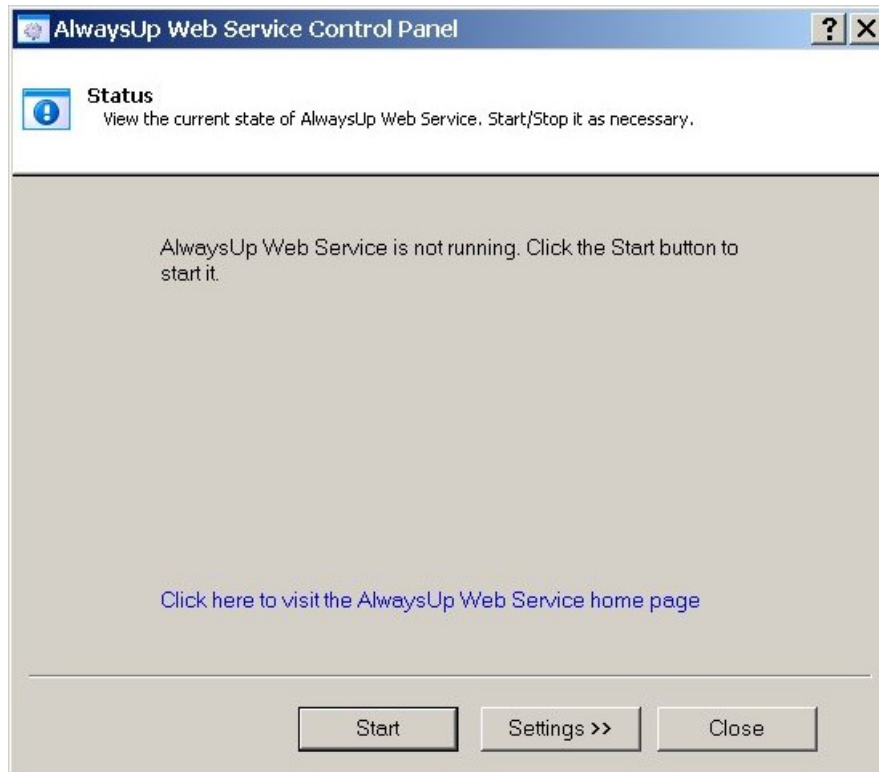 AlwaysUp Web Service Control Panel
Status
View the current state of AlwaysUp Web Service. Start/Stop it as necessary.
AlwaysUp Web Service is not running. Click the Start button to
start it.
Click here to visit the AlwaysUp Web Service home page
Start
Settings >>
Close